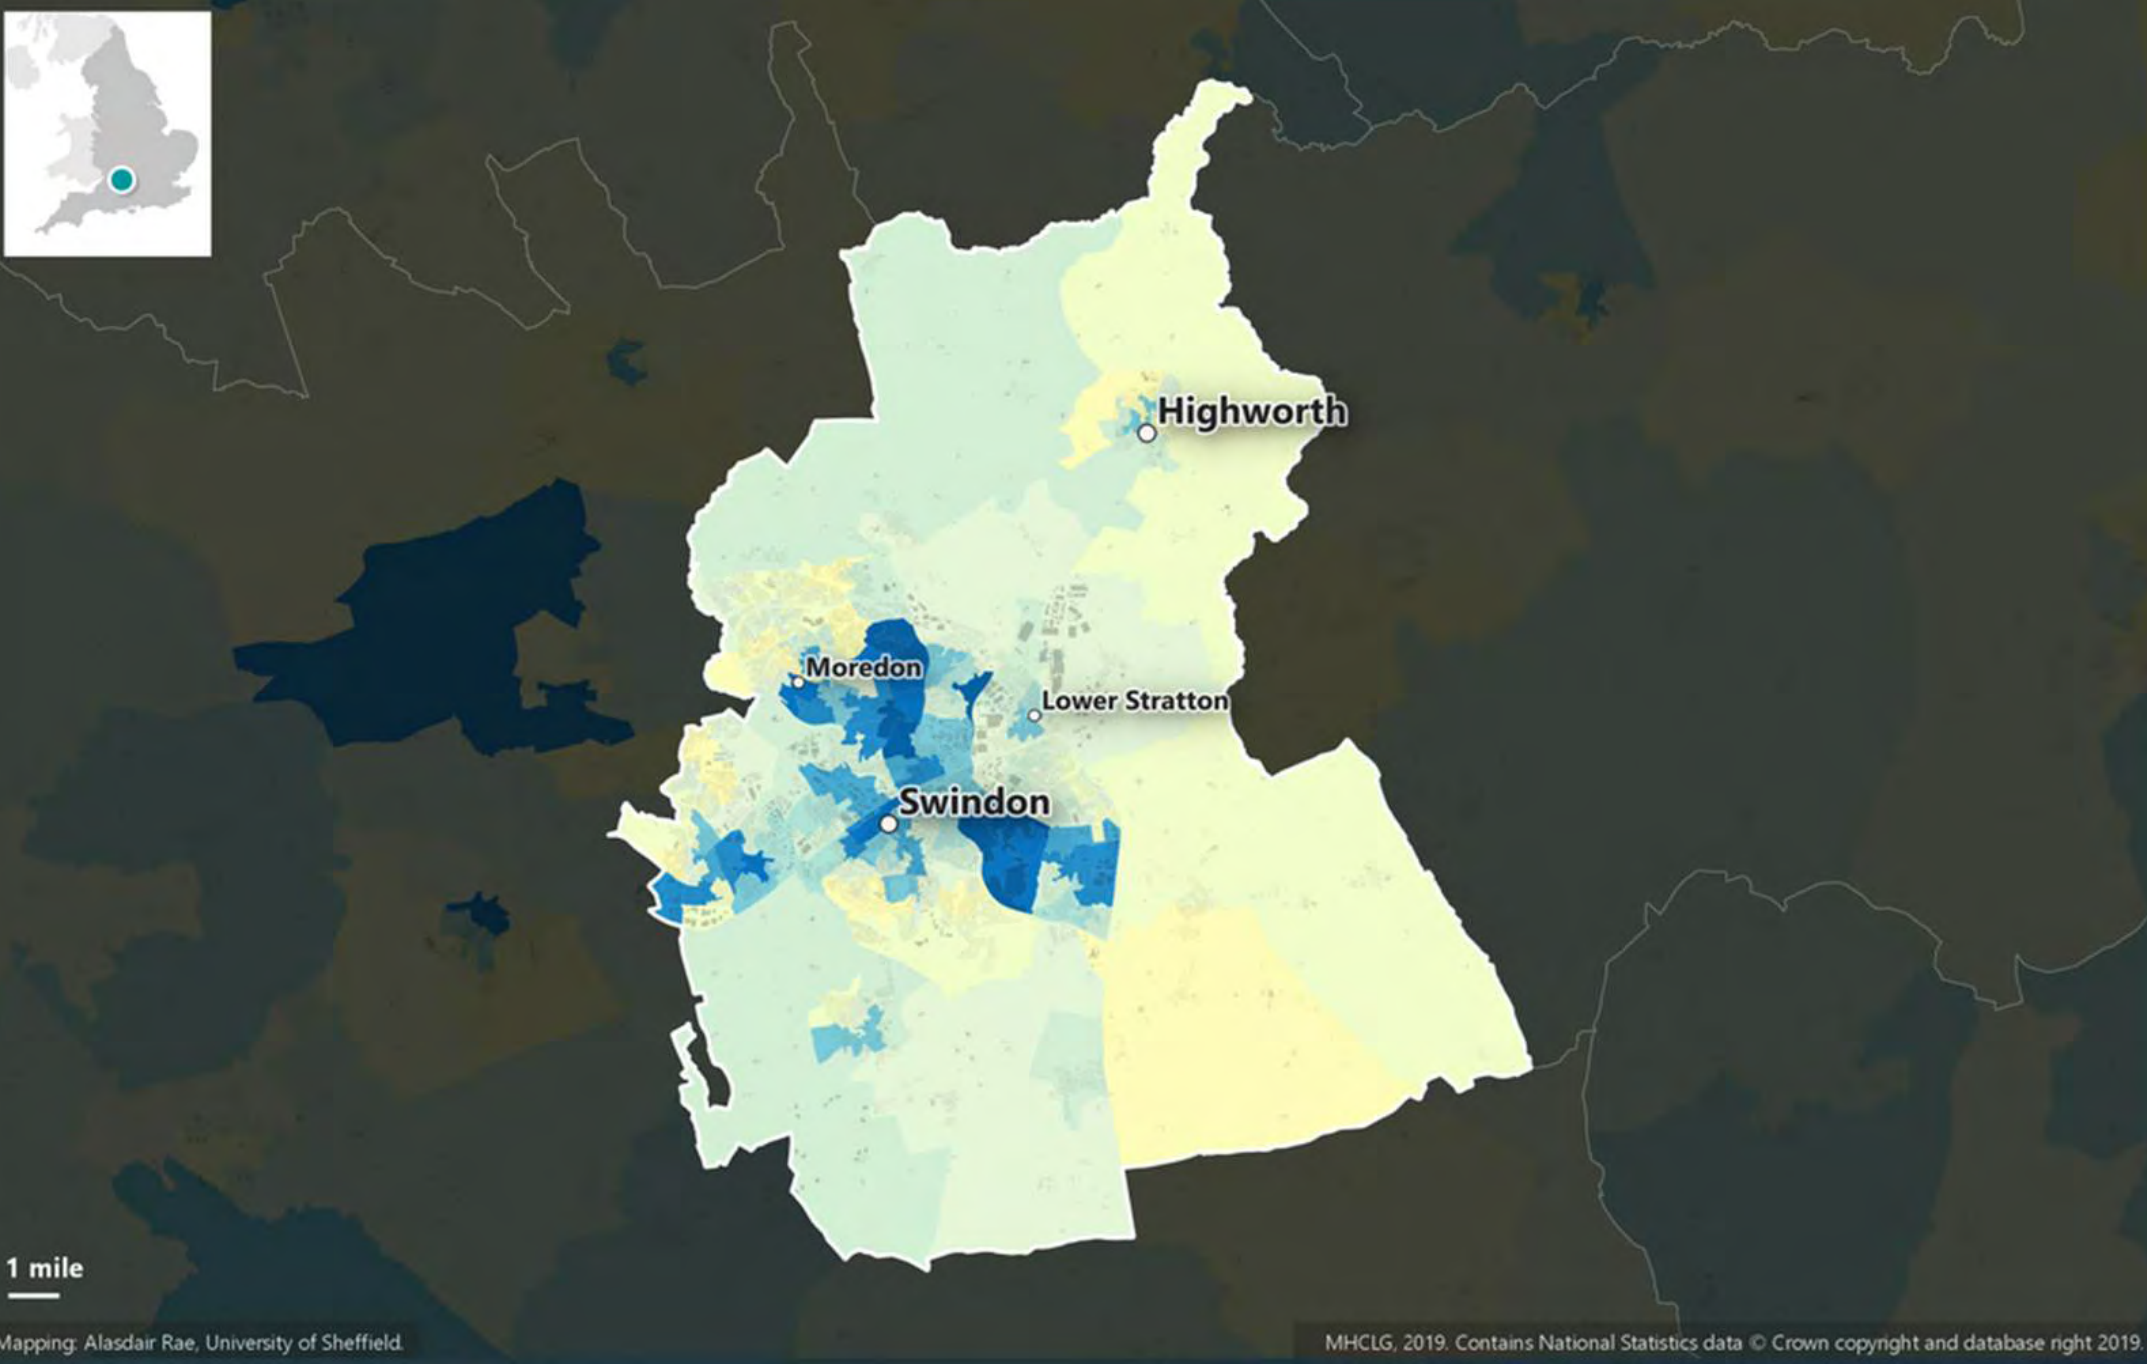 Highworth
Moredon
Lower Stratton
Swindon
1 mile
Mapping: Alasdair Rae, University of Sheffield.
MHCLG, 2019. Contains National Statistics data © Crown copyright and database right 2019.